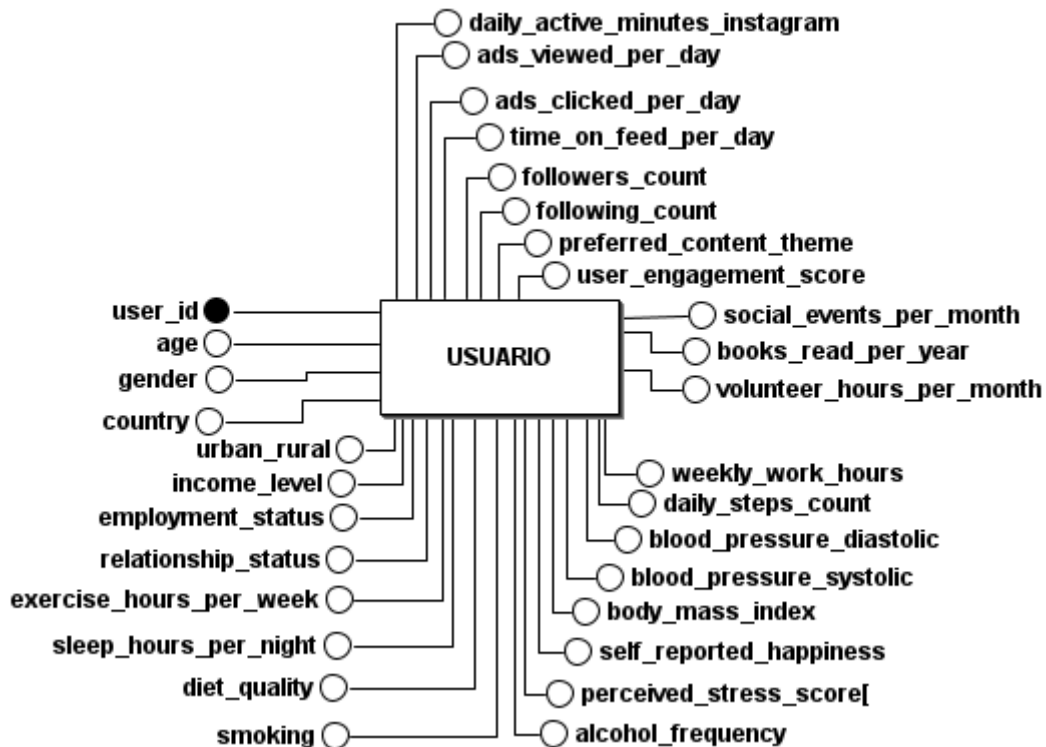 daily_active_minutes_instagram
ads_viewed_per_day
ads_clicked_per_day
time_on_feed_per_day
followers_count
following_count
preferred_content_theme
user_engagement_score
user_id
age
gender
country
USUARIO
social_events_per_month
books_read_per_year
volunteer_hours_per_month
urban_rural
income_level
employment_status
relationship_status
exercise_hours_per_week
sleep_hours_per_night
diet_quality
smoking
weekly_work_hours
daily_steps_count
blood_pressure_diastolic
blood_pressure_systolic
body_mass_index
self_reported_happiness
perceived_stress_score[
alcohol_frequency